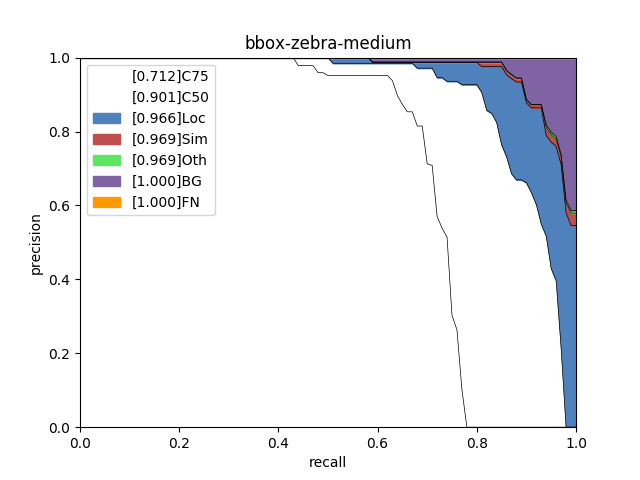 bbox-zebra-medium
[0.712]C75
[0.901]C50
[0.966]Loc
[0.969]Sim
[0.969]Oth
[1.000]BG
[1.000]FN
precision
1.0
0.8
0.6
0.4
0.2
0.0
0.0 0.2 0.4 0.6 0.8 1.0
recall